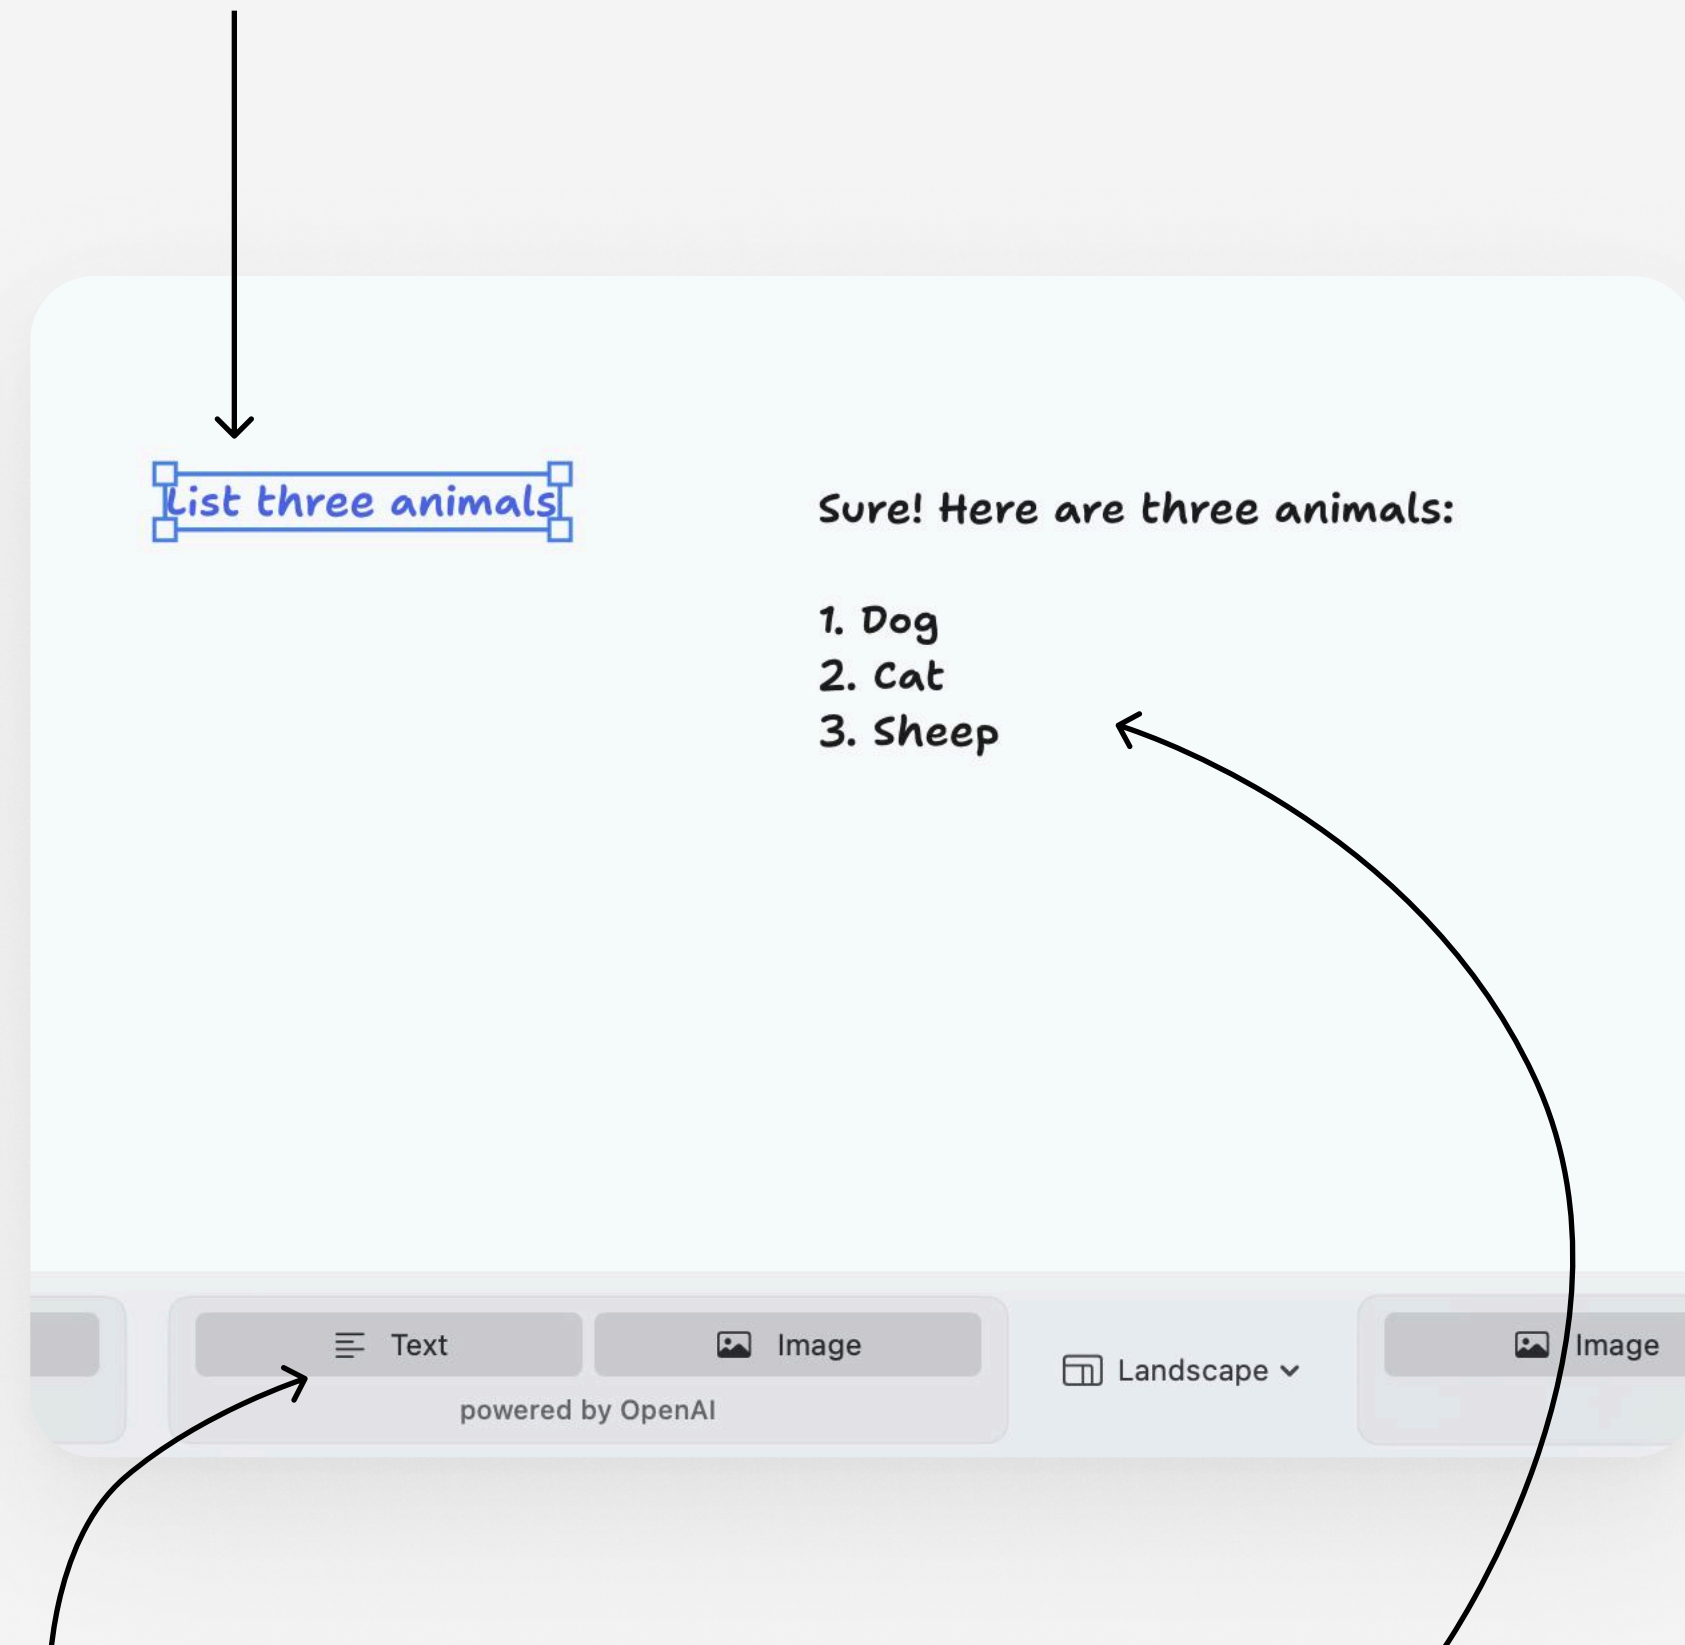 List three animals
Sure! Here are three animals:
1. Dog
2. Cat
3. Sheep
Text
Image
powered by OpenAI
Landscape
Image